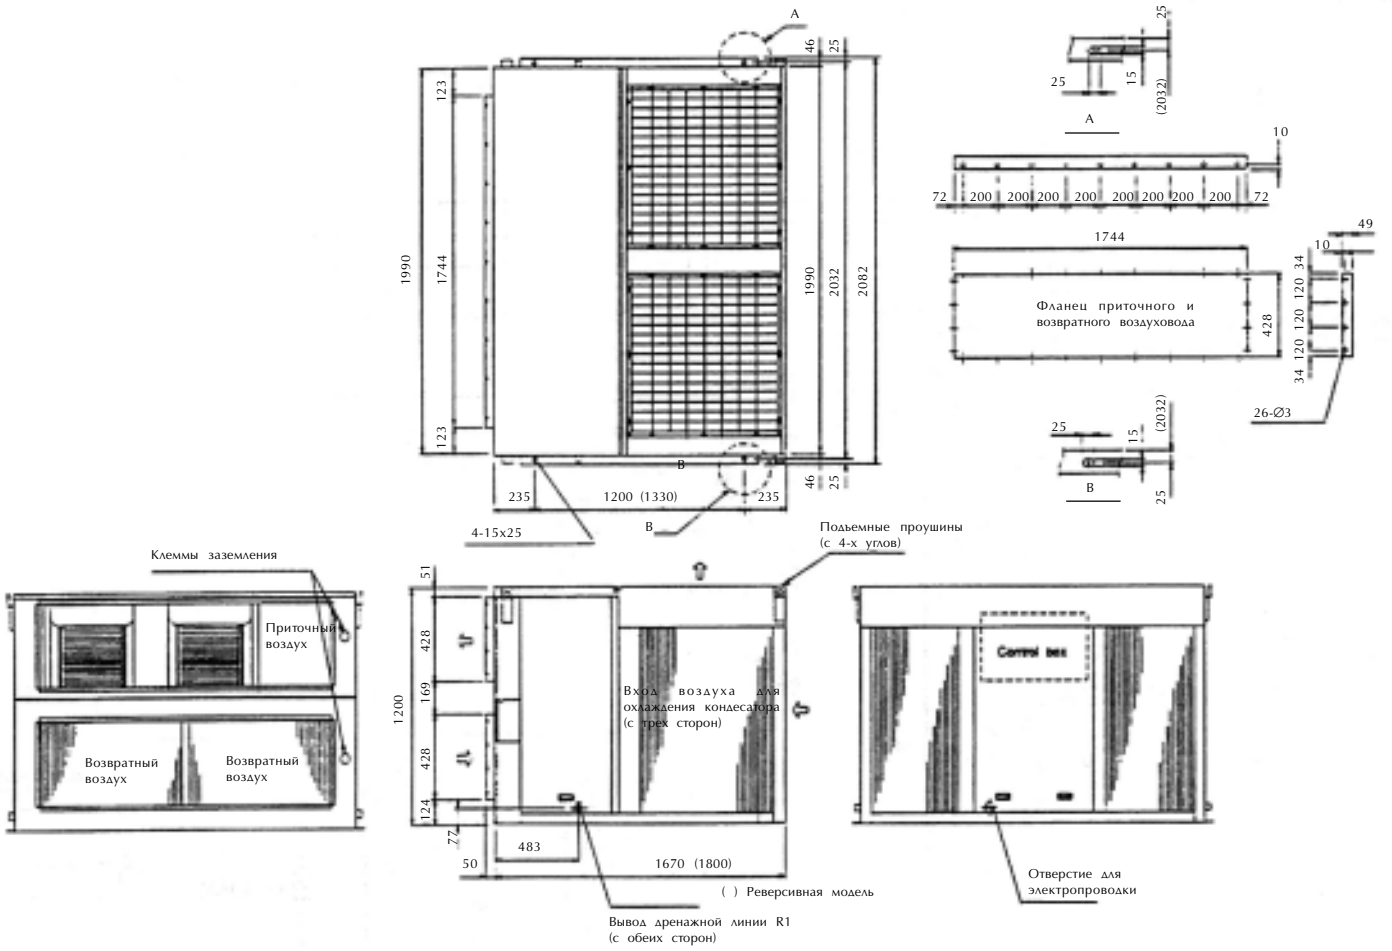 A
46
25
123
1990
1744
123
1990
2032
2082
B
46
25
235
1200 (1330)
235
4-15x25
B
25
25
15
(2032)
A
10
72
200
200
200
200
200
200
200
200
72
1744
49
10
Фланец приточного и
возвратного воздуховода
428
34
120
120
120
34
26-Ø3
25
15
(2032)
25
B
Клеммы заземления
Приточный
воздух
Возвратный
воздух
Возвратный
воздух
Подъемные проушины
(с 4-х углов)
51
428
169
1200
428
124
77
Вход воздуха для
охлаждения кондесатора
(с трех сторон)
483
50
1670 (1800)
( ) Реверсивная модель
Вывод дренажной линии R1
(с обеих сторон)
Control box
Отверстие для
электропроводки